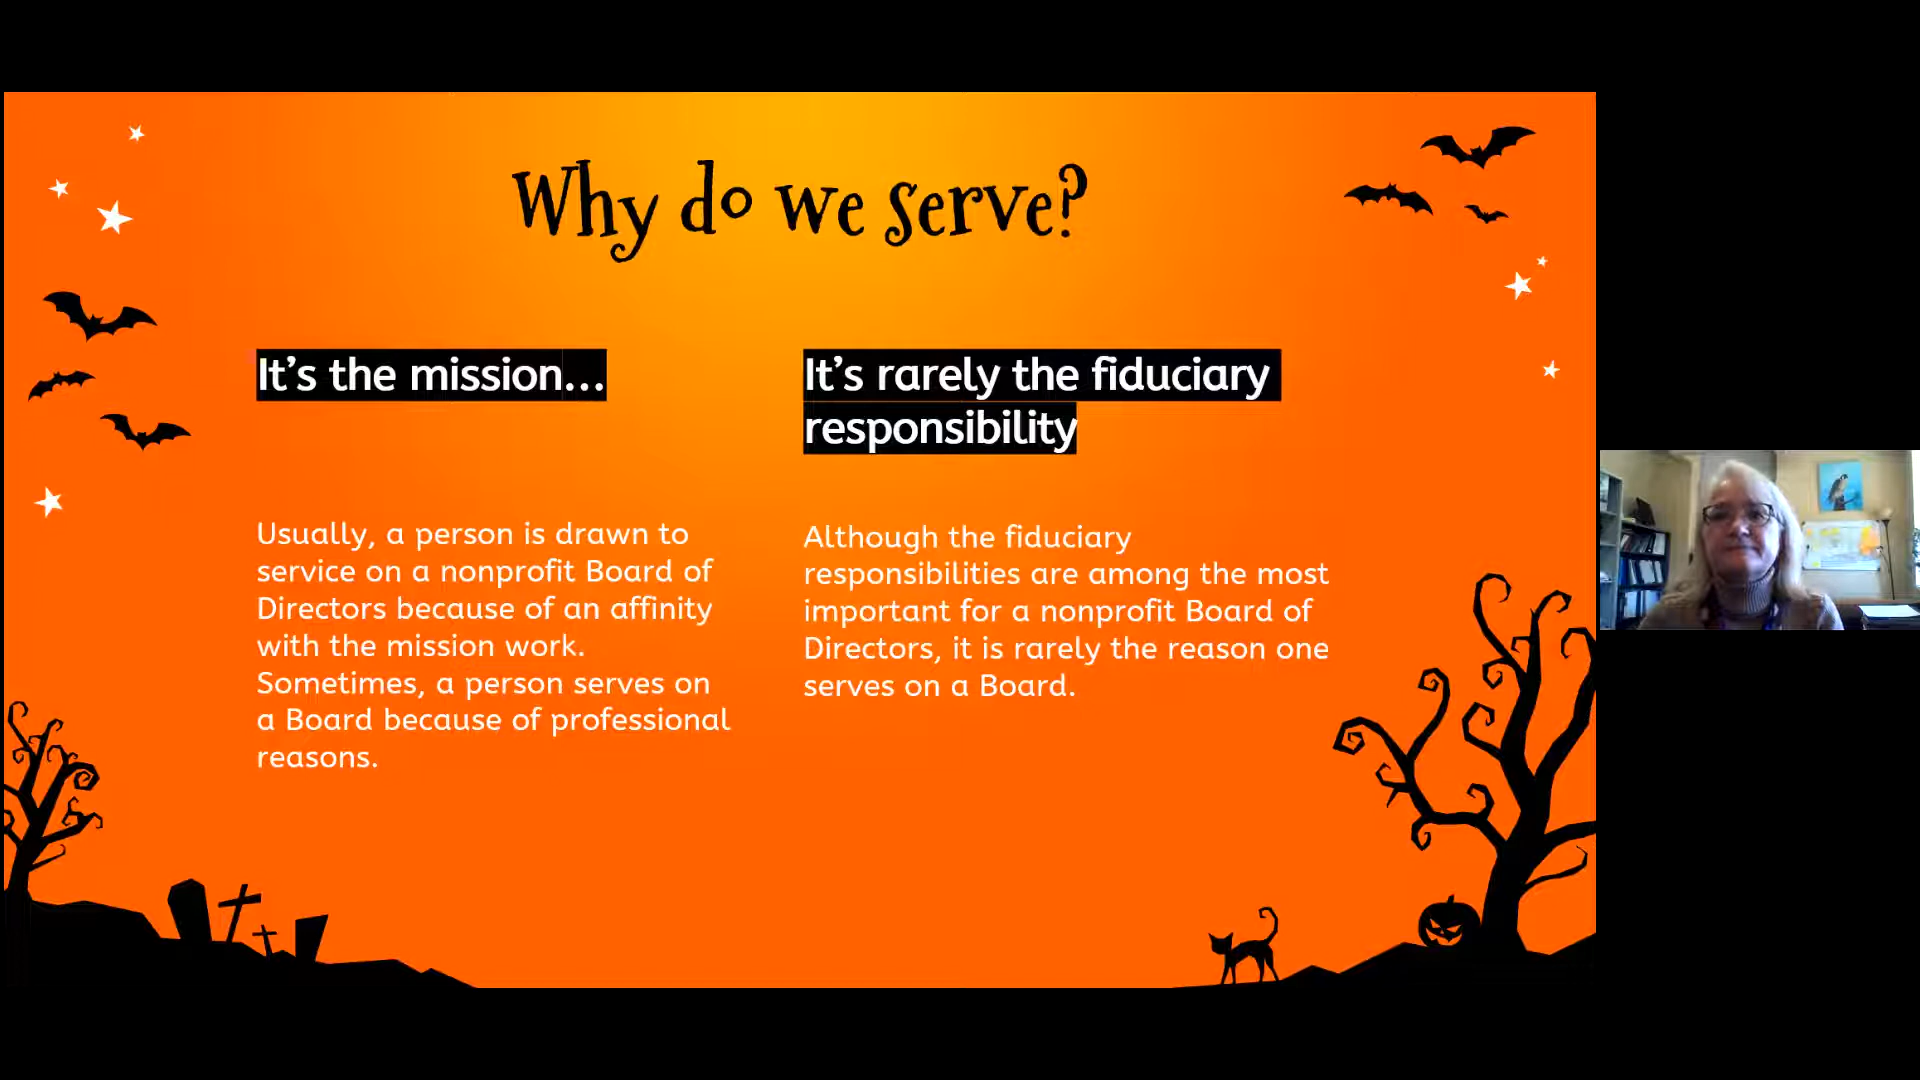 Why do we serve?
It's the mission...
Usually, a person is drawn to
service on a nonprofit Board of
Directors because of an affinity
with the mission work.
Sometimes, a person serves on
a Board because of professional
reasons.
It's rarely the fiduciary
responsibility
Although the fiduciary
responsibilities are among the most
important for a nonprofit Board of
Directors, it is rarely the reason one
serves on a Board.